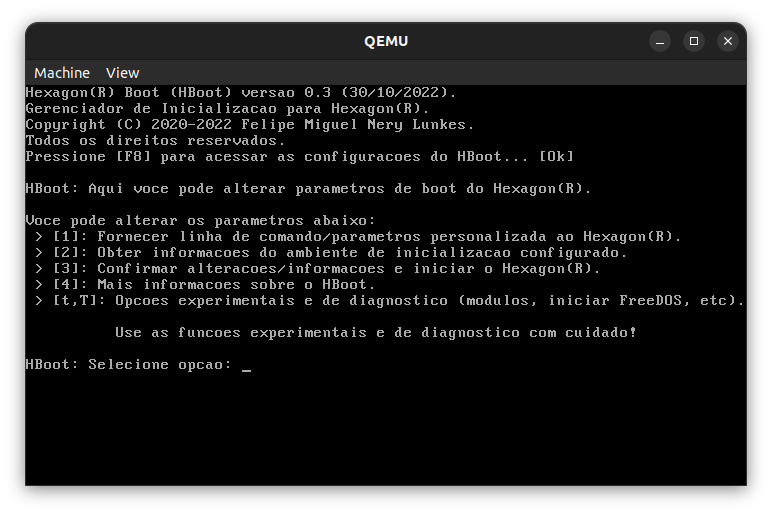 QEMU
Machine View
Hexagon(R) Boot (HBoot) versao 0.3 (30/10/2022).
Gerenciador de Inicializacao para Hexagon(R).
Copyright (C) 2020-2022 Felipe Miguel Nery Lunkes.
Todos os direitos reservados.
Pressione [F8] para acessar as configuracoes do HBoot... [Ok]
HBoot: Aqui voce pode alterar parametros de boot do Hexagon(R).
Voce pode alterar os parametros abaixo:
> [1]: Fornecer linha de comando/parametros personalizada ao Hexagon(R).
> [2]: Obter informacoes do ambiente de inicializacao configurado.
> [3]: Confirmar alteracoes/informacoes e iniciar o Hexagon(R).
> [4]: Mais informacoes sobre o HBoot.
> [t,T]: Opcoes experimentais e de diagnostico (modulos, iniciar FreeDOS, etc).
Use as funcoes experimentais e de diagnostico com cuidado!
HBoot: Selecione opcao: _